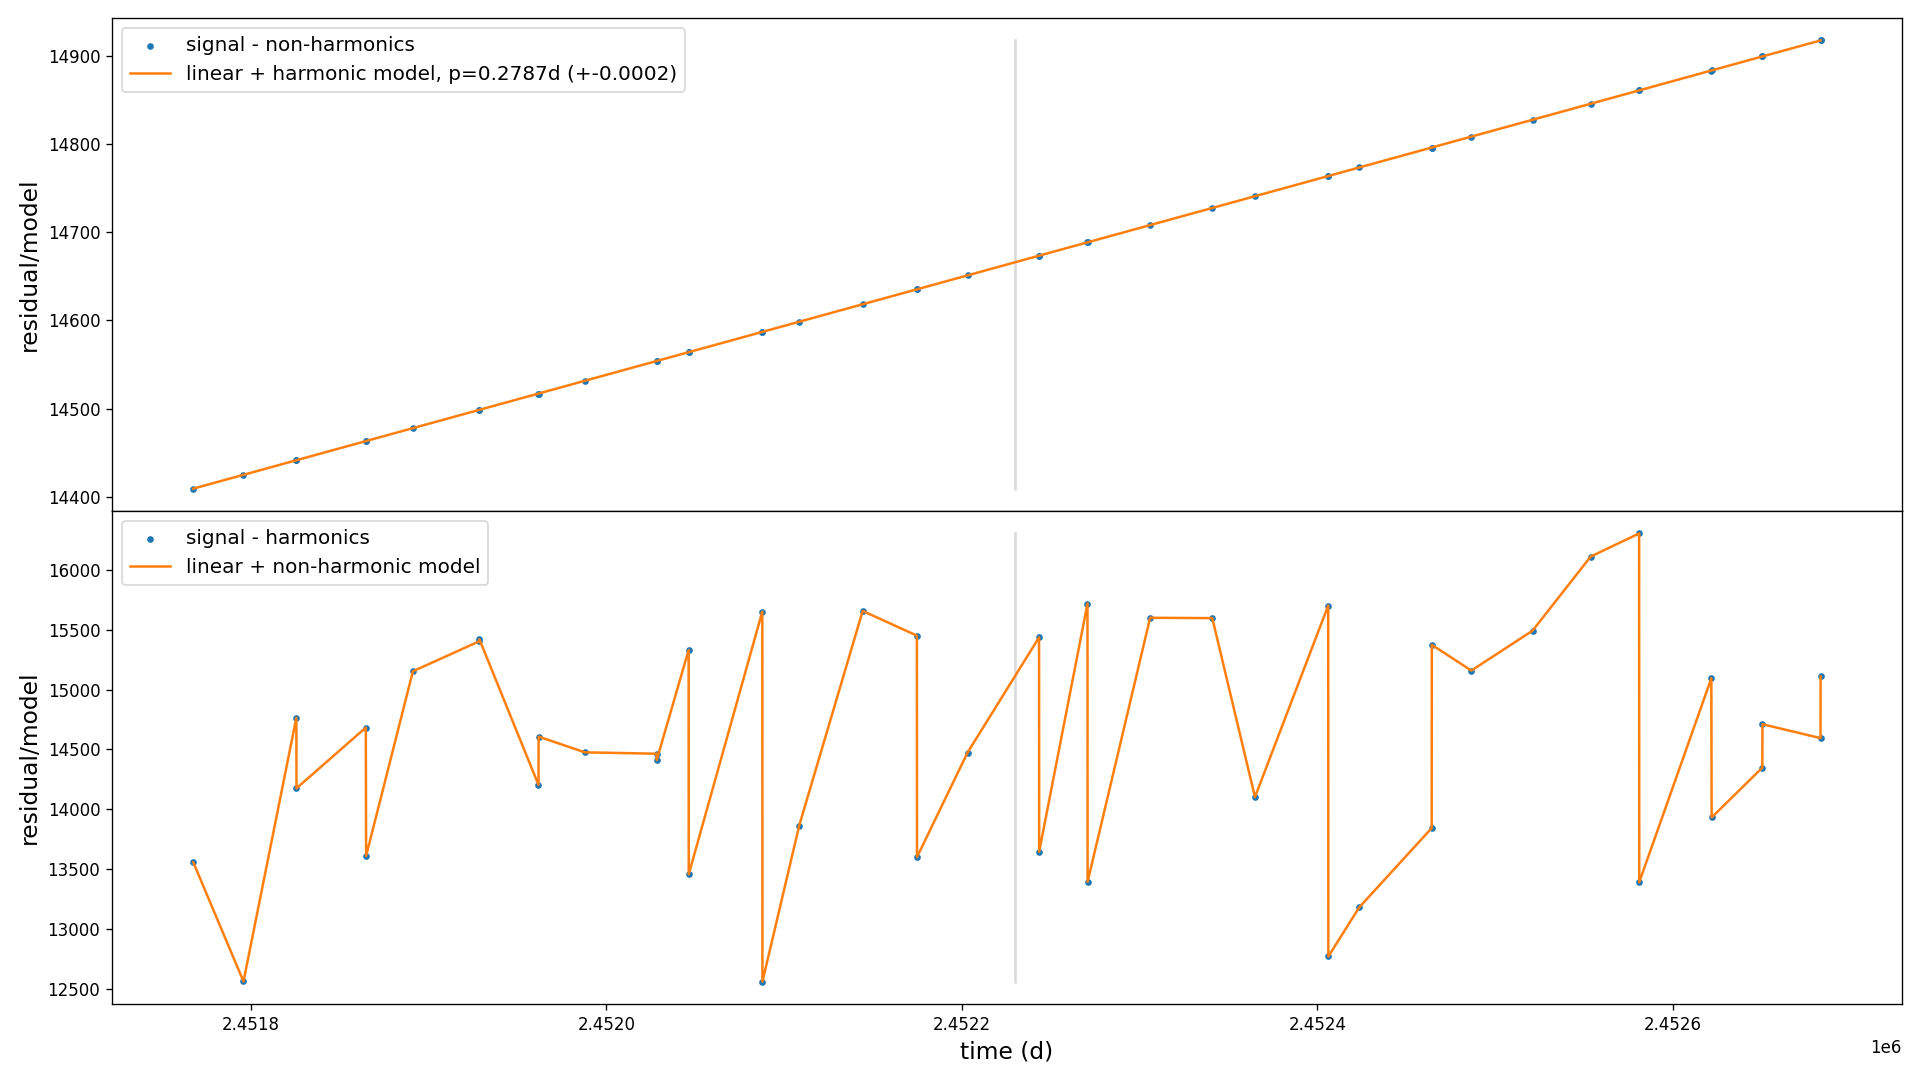 signal - non-harmonics
linear + harmonic model, p=0.2787d (+-0.0002)
14900
14800
14700
14600
14500
14400
residual/model
signal - harmonics
linear + non-harmonic model
16000
15500
15000
14500
14000
13500
13000
12500
residual/model
2.4518 2.4520 2.4522 2.4524 2.4526
time (d)
1e6